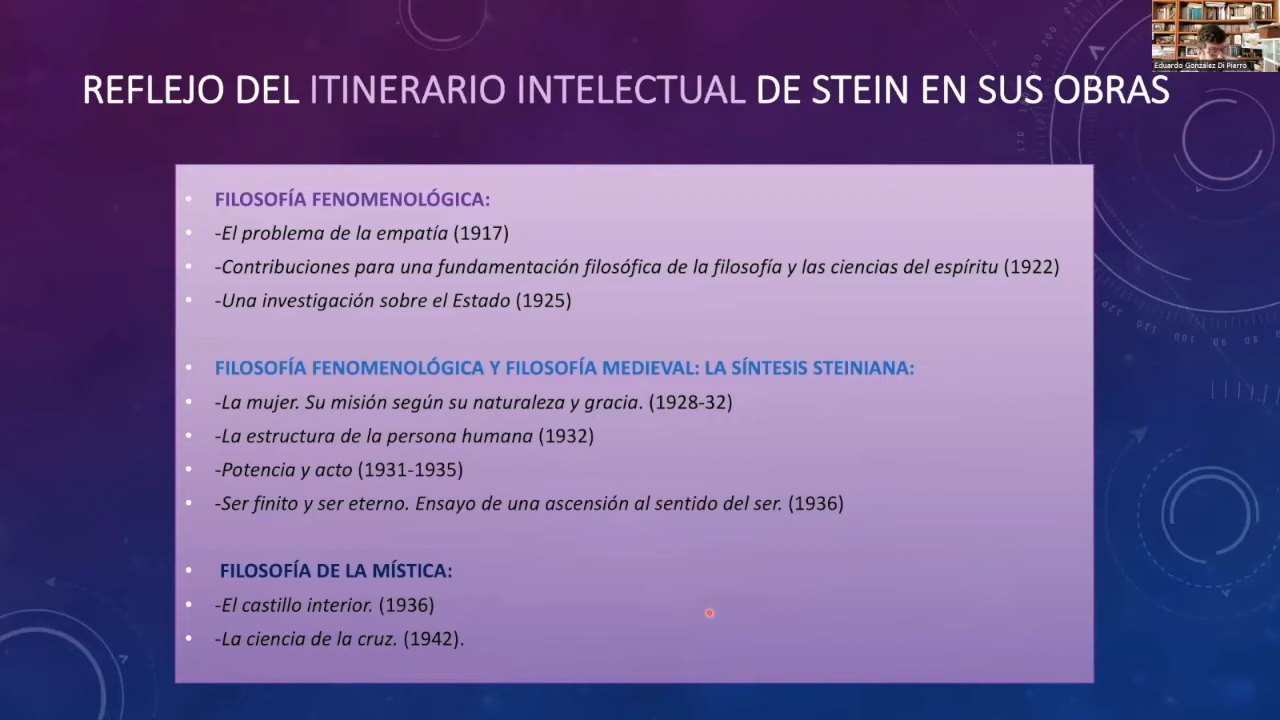 Eduardo González Di Pierro
REFLEJO DEL ITINERARIO INTELECTUAL DE STEIN EN SUS OBRAS
• FILOSOFÍA FENOMENOLÓGICA:
• -El problema de la empatía (1917)
• -Contribuciones para una fundamentación filosófica de la filosofía y las ciencias del espíritu (1922)
• -Una investigación sobre el Estado (1925)
• FILOSOFÍA FENOMENOLÓGICA Y FILOSOFÍA MEDIEVAL: LA SÍNTESIS STEINIANA:
• -La mujer. Su misión según su naturaleza y gracia. (1928-32)
• -La estructura de la persona humana (1932)
• -Potencia y acto (1931-1935)
• -Ser finito y ser eterno. Ensayo de una ascensión al sentido del ser. (1936)
• FILOSOFÍA DE LA MÍSTICA:
• -El castillo interior. (1936)
• -La ciencia de la cruz. (1942).